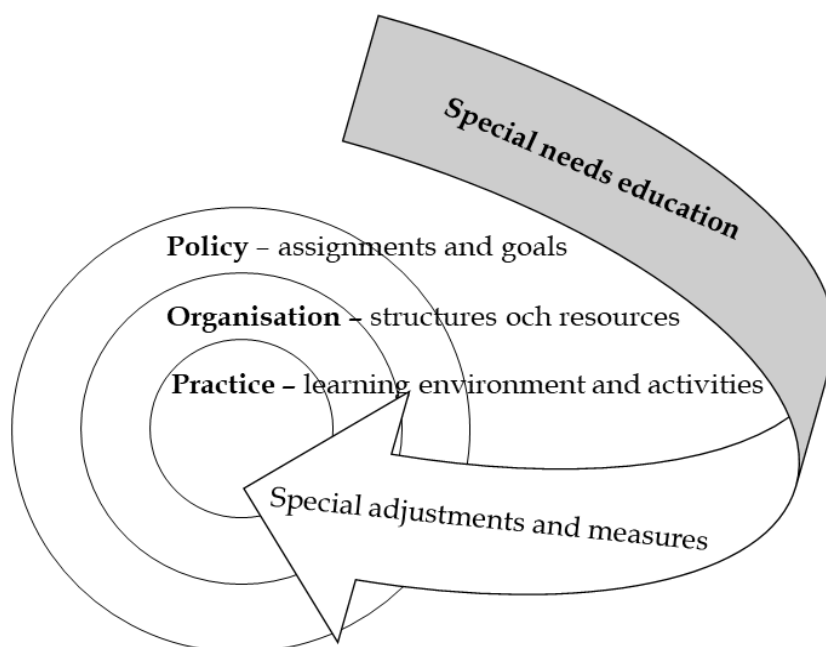 Special needs education
Policy – assignments and goals
Organisation – structures och resources
Practice – learning environment and activities
Special adjustments and measures